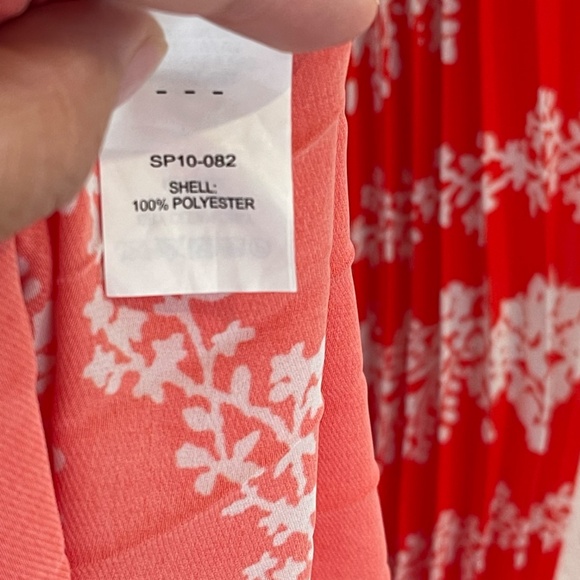 - - -
SP10-082
SHELL:
100% POLYESTER